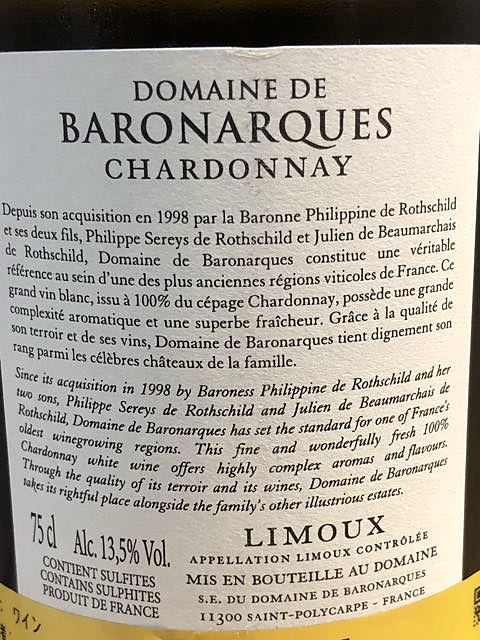 DOMAINE DE
BARONARQUES
CHARDONNAY
Depuis son acquisition en 1998 par la Baronne Philippine de Rothschild
et ses deux fils, Philippe Sereys de Rothschild et Julien de Beaumarchais
de Rothschild, Domaine de Baronarques constitue une véritable
référence au sein d'une des plus anciennes régions viticoles de France. Ce
grand vin blanc, issu à 100% du cépage Chardonnay, possède une grande
complexité aromatique et une superbe fraîcheur. Grâce à la qualité de
son terroir et de ses vins, Domaine de Baronarques tient dignement son
rang parmi les célèbres châteaux de la famille.
Since its acquisition in 1998 by Baroness Philippine de Rothschild and her
two sons, Philippe Sereys de Rothschild et Julien de Beaumarchais de
Rothschild, Domaine de Baronarques has set the standard for one of France's
oldest winegrowing regions. This fine and wonderfully fresh 100%
Chardonnay white wine offers highly complex aromas and flavours.
Through the quality of its terroir and its wines, Domaine de Baronarques
takes its rightful place alongside the family's other illustrious estates.
75 cl Alc. 13,5% Vol.
CONTIENT SULFITES
CONTAINS SULPHITES
PRODUIT DE FRANCE
LIMOUX
APPELLATION LIMOUX CONTRÔLÉE
MIS EN BOUTEILLE AU DOMAINE
S.E. DU DOMAINE DE BARONARQUES
11300 SAINT-POLYCARPE - FRANCE
ワイン